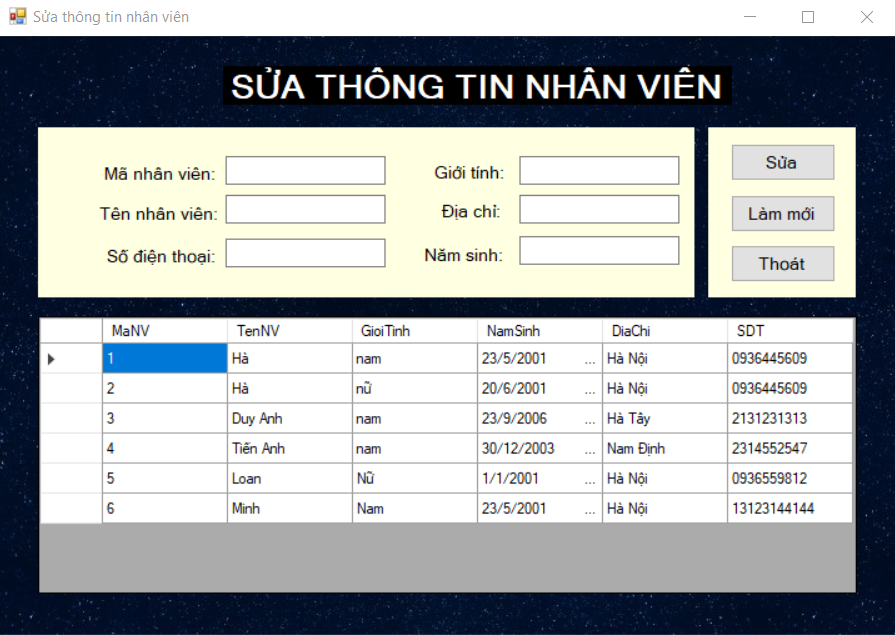 Sửa thông tin nhân viên
SỬA THÔNG TIN NHÂN VIÊN
Mã nhân viên:
Giới tính:
Tên nhân viên:
Địa chỉ:
Số điện thoại:
Năm sinh:
Sửa
Làm mới
Thoát
MaNV TenNV GioiTinh NamSinh DiaChi SDT
1 Hà nam 23/5/2001 ... Hà Nội 0936445609
2 Hà nữ 20/6/2001 ... Hà Nội 0936445609
3 Duy Anh nam 23/9/2006 ... Hà Tây 2131231313
4 Tiến Anh nam 30/12/2003 ... Nam Định 2314552547
5 Loan Nữ 1/1/2001 ... Hà Nội 0936559812
6 Minh Nam 23/5/2001 ... Hà Nội 13123144144